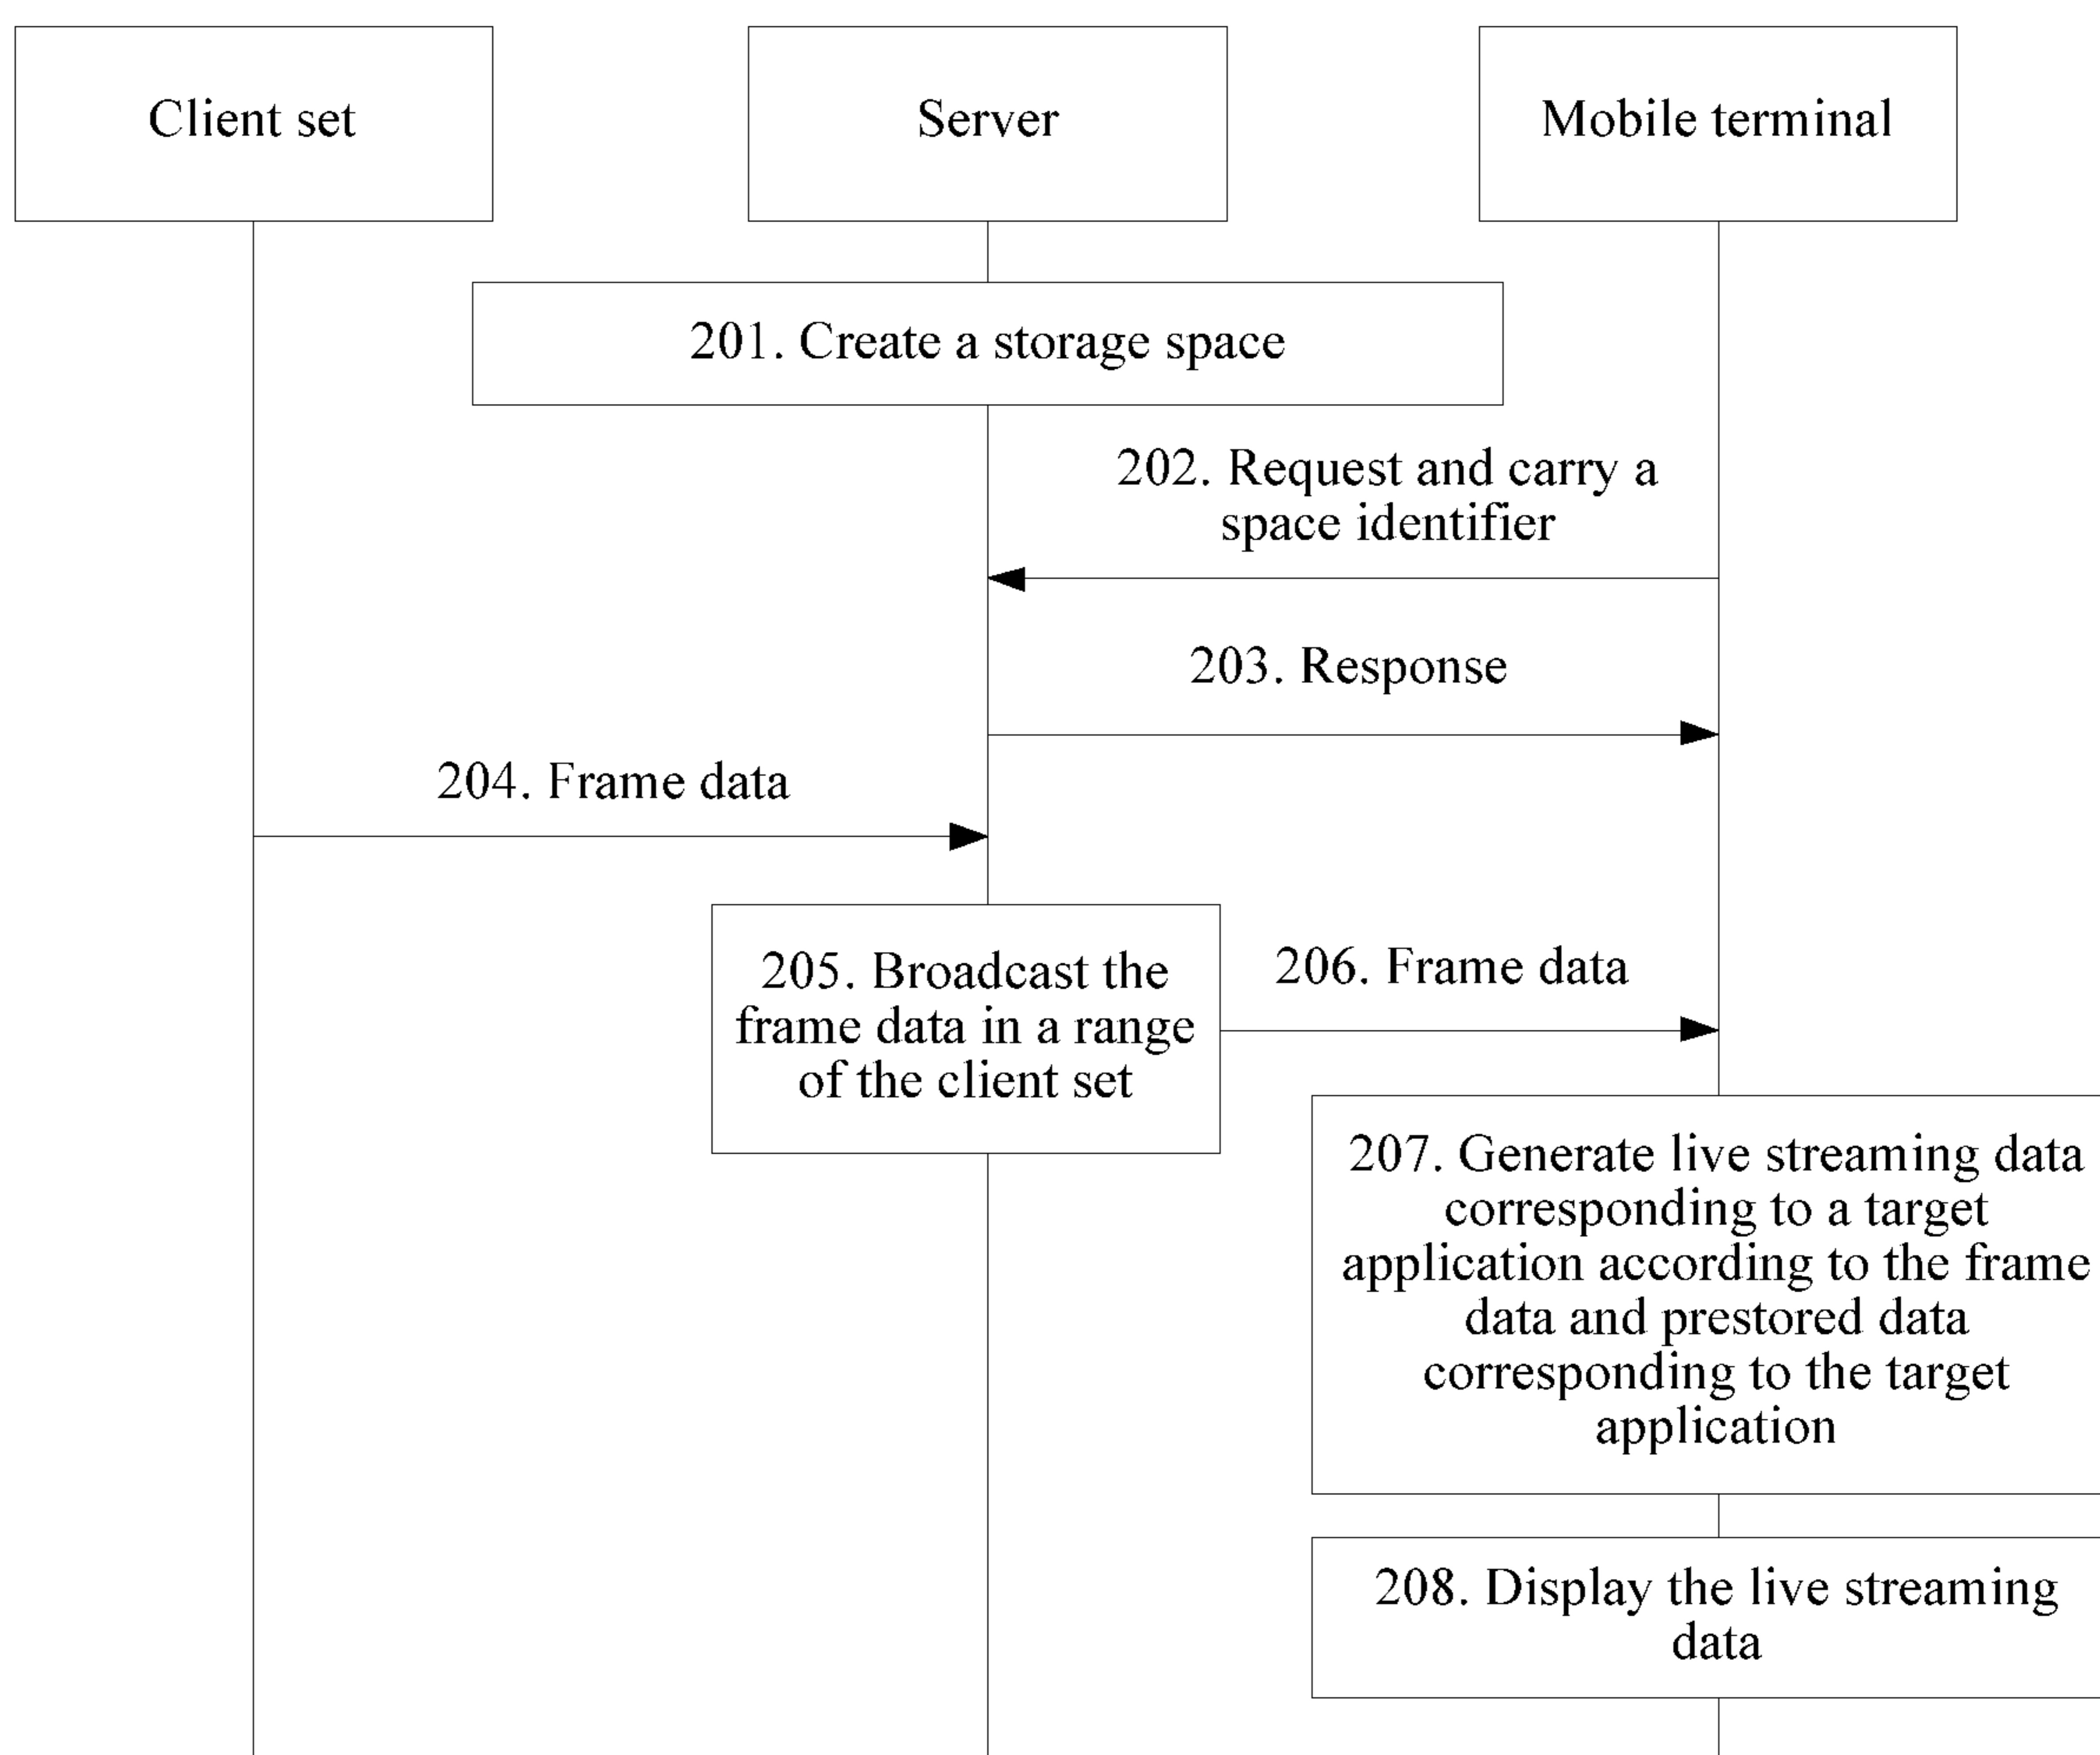 Client set
Server
Mobile terminal
201. Create a storage space
202. Request and carry a
space identifier
203. Response
204. Frame data
205. Broadcast the
frame data in a range
of the client set
206. Frame data
207. Generate live streaming data
corresponding to a target
application according to the frame
data and prestored data
corresponding to the target
application
208. Display the live streaming
data